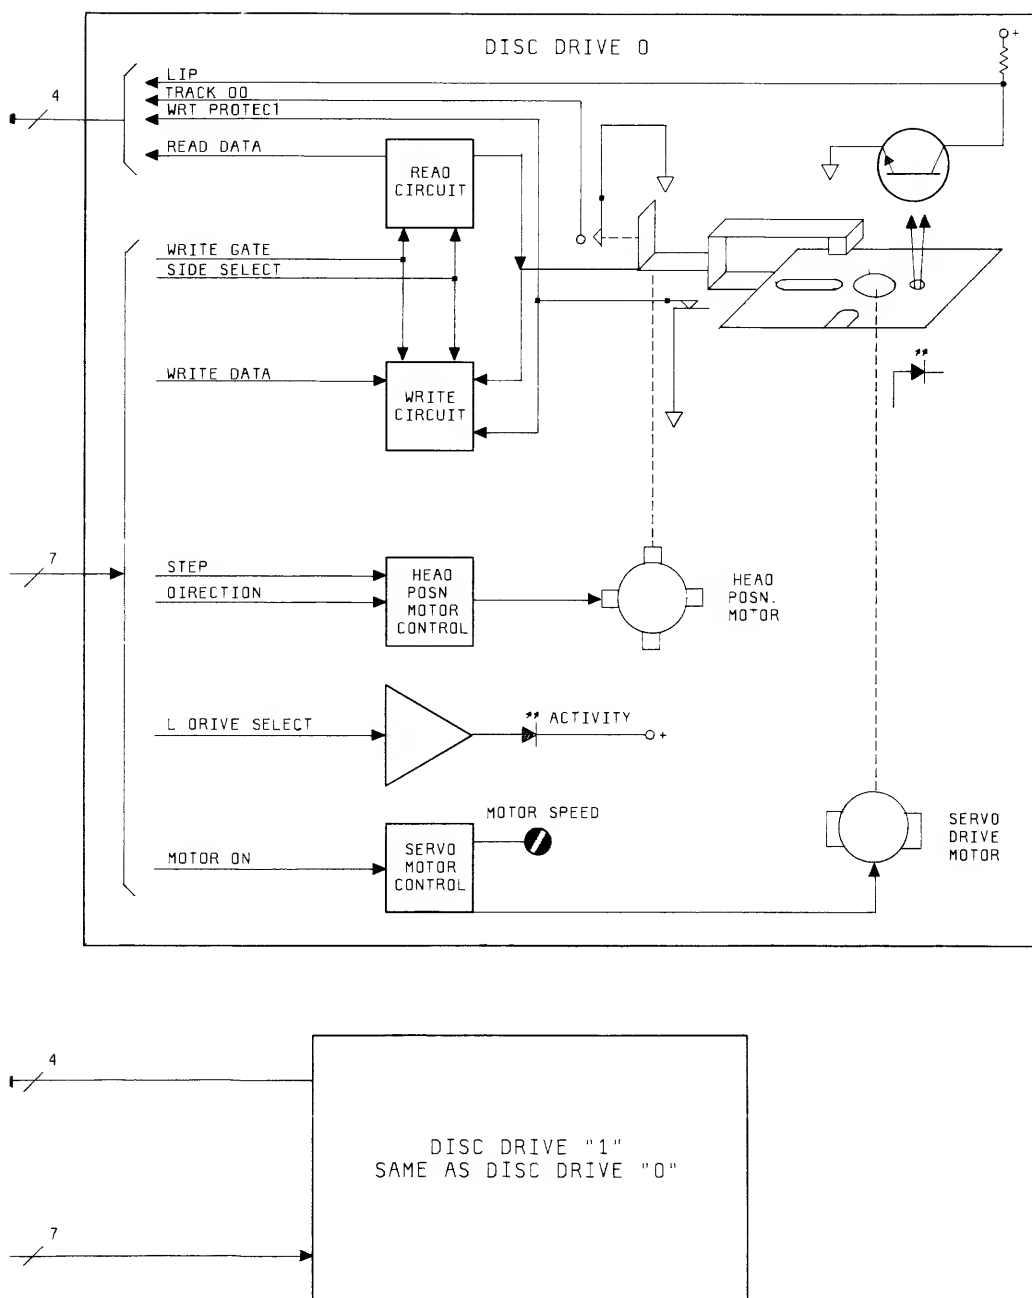 DISC DRIVE 0
+
LIP
TRACK 00
4
WRT PROTECT
READ DATA
READ
CIRCUIT
WRITE GATE
SIDE SELECT
WRITE DATA
WRITE
CIRCUIT
7
STEP
DIRECTION
HEAD
POSN
MOTOR
CONTROL
HEAD
POSN.
MOTOR
L DRIVE SELECT
ACTIVITY
+
MOTOR SPEED
MOTOR ON
SERVO
MOTOR
CONTROL
SERVO
DRIVE
MOTOR
4
DISC DRIVE "1"
SAME AS DISC DRIVE "0"
7